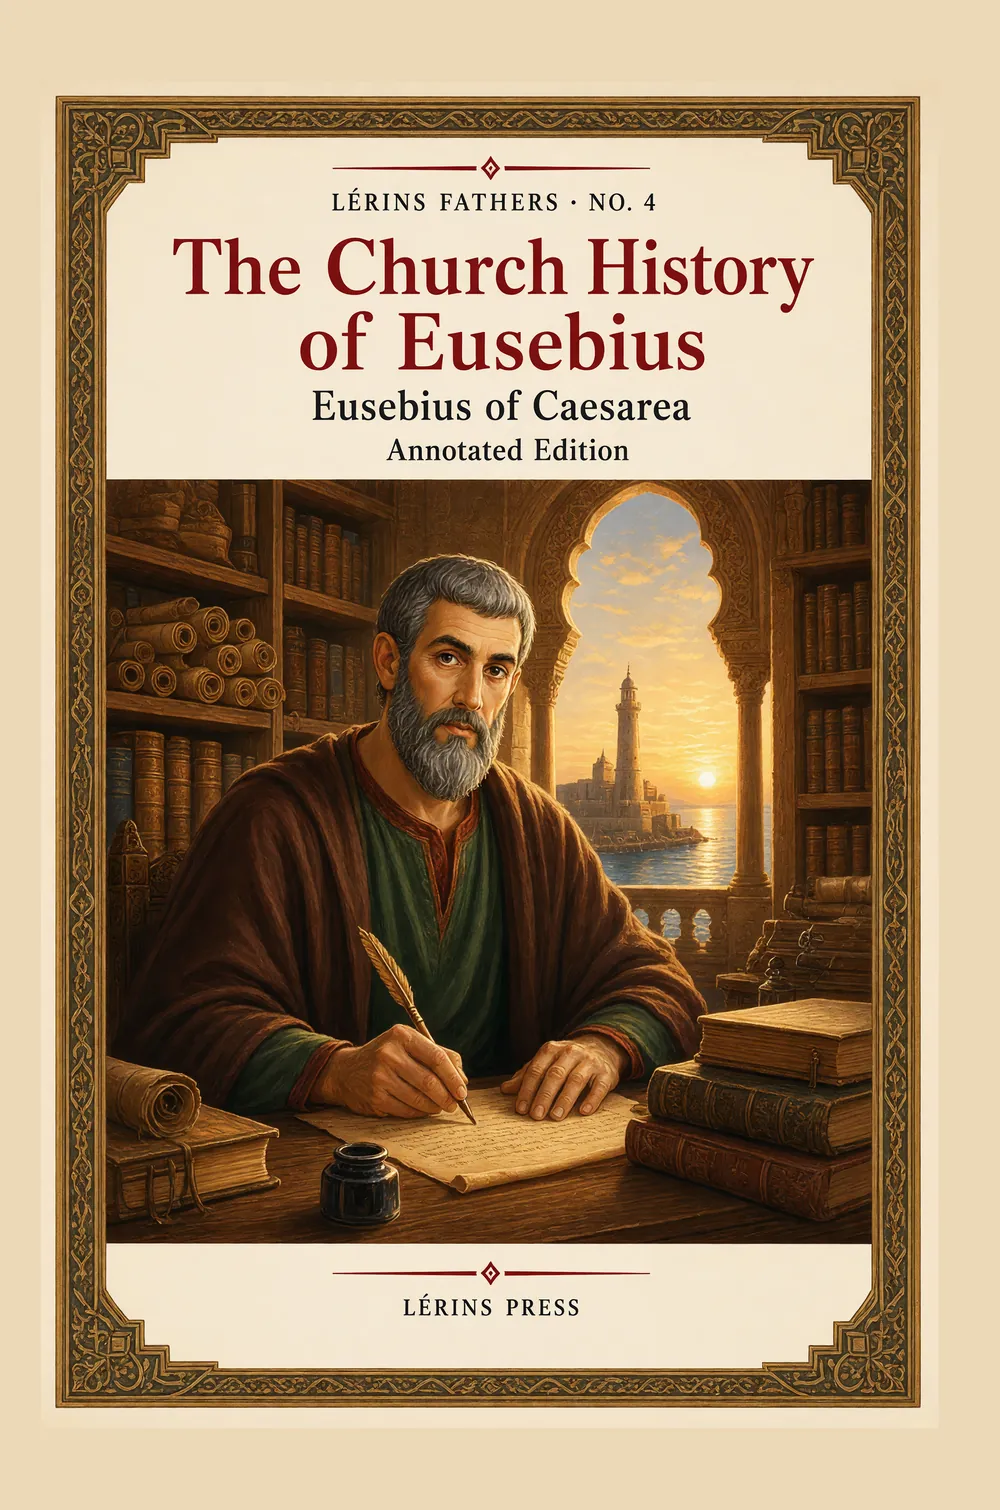 LÉRINS FATHERS · NO. 4
The Church History
of Eusebius
Eusebius of Caesarea
Annotated Edition
LÉRINS PRESS